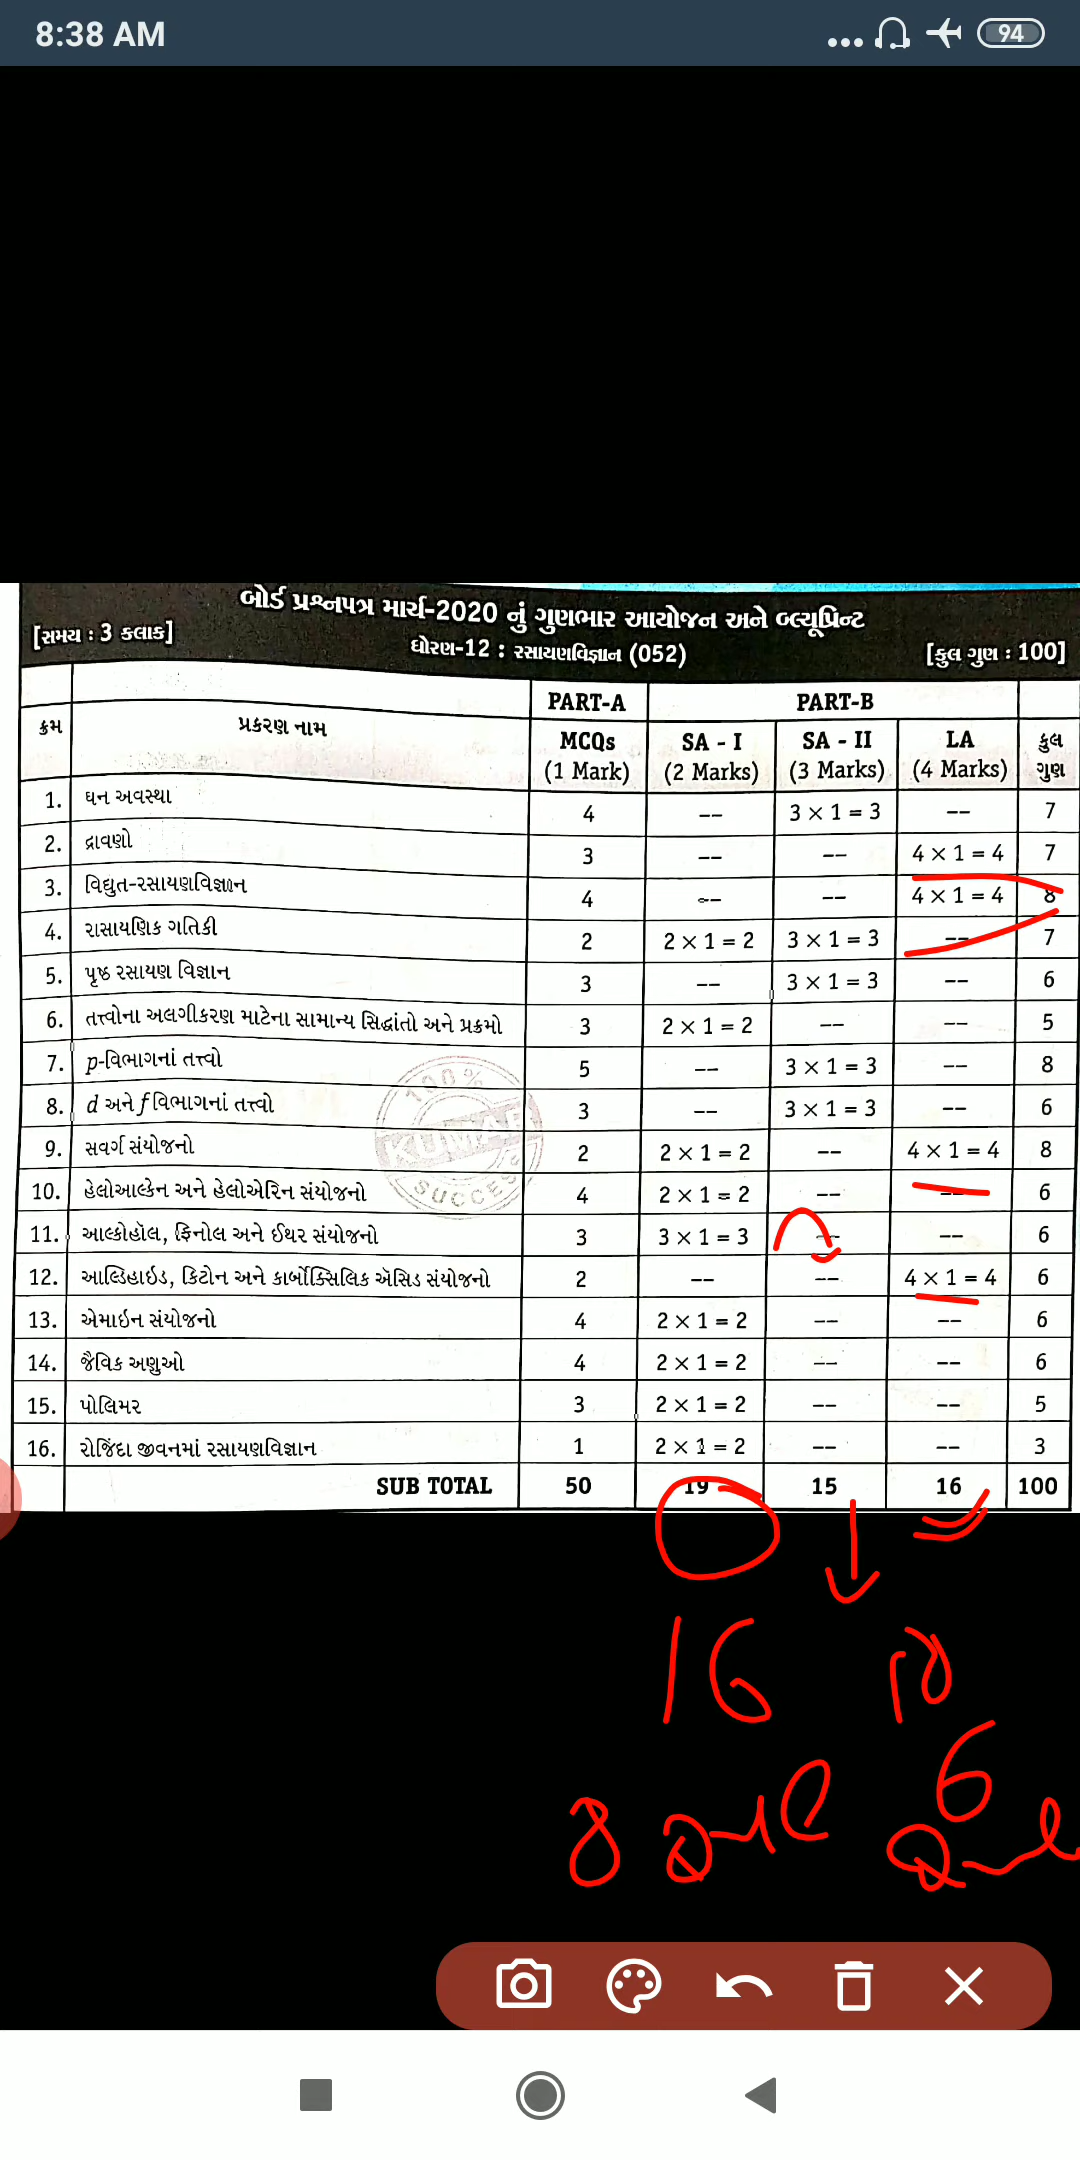 8:38 AM
94
બોર્ડ પ્રશ્નપત્ર માર્ચ-2020 નું ગુણભાર આયોજન અને બ્લ્યૂપ્રિન્ટ
[સમય : 3 કલાક] ધોરણ-12 : રસાયણવિજ્ઞાન (052) [કુલ ગુણ : 100]
PART-A PART-B
ક્રમ પ્રકરણ નામ MCQs (1 Mark) SA - I (2 Marks) SA - II (3 Marks) LA (4 Marks) કુલ ગુણ
1. ઘન અવસ્થા 4 -- 3 × 1 = 3 -- 7
2. દ્રાવણો 3 -- -- 4 × 1 = 4 7
3. વિદ્યુત-રસાયણવિજ્ઞાન 4 -- -- 4 × 1 = 4 8
4. રાસાયણિક ગતિકી 2 2 × 1 = 2 3 × 1 = 3 -- 7
5. પૃષ્ઠ રસાયણ વિજ્ઞાન 3 -- 3 × 1 = 3 -- 6
6. તત્ત્વોના અલગીકરણ માટેના સામાન્ય સિદ્ધાંતો અને પ્રક્રમો 3 2 × 1 = 2 -- -- 5
7. p-વિભાગનાં તત્ત્વો 5 -- 3 × 1 = 3 -- 8
8. d અને f વિભાગનાં તત્ત્વો 3 -- 3 × 1 = 3 -- 6
9. સવર્ગ સંયોજનો 2 2 × 1 = 2 -- 4 × 1 = 4 8
10. હેલોઆલ્કેન અને હેલોએરિન સંયોજનો 4 2 × 1 = 2 -- -- 6
11. આલ્કોહૉલ, ફિનોલ અને ઈથર સંયોજનો 3 3 × 1 = 3 -- -- 6
12. આલ્ડિહાઇડ, કિટોન અને કાર્બોક્સિલિક ઍસિડ સંયોજનો 2 -- -- 4 × 1 = 4 6
13. એમાઇન સંયોજનો 4 2 × 1 = 2 -- -- 6
14. જૈવિક અણુઓ 4 2 × 1 = 2 -- -- 6
15. પોલિમર 3 2 × 1 = 2 -- -- 5
16. રોજિંદા જીવનમાં રસાયણવિજ્ઞાન 1 2 × 1 = 2 -- -- 3
SUB TOTAL 50 19 15 16 100
100% KUMAR SUCCESS
16
6
8